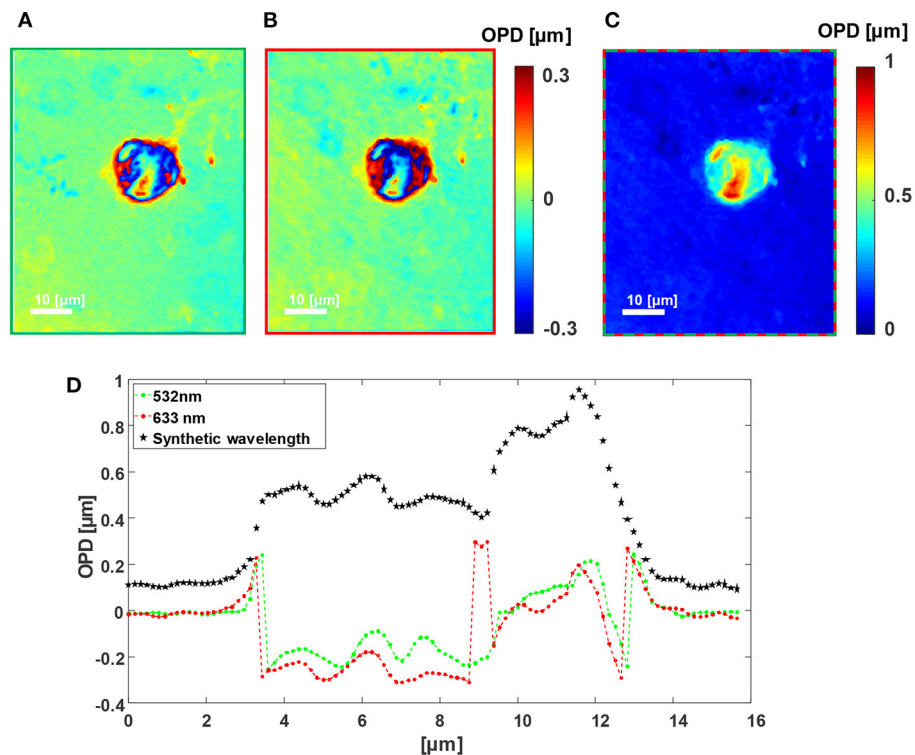 A
B
OPD [µm]
C
OPD [µm]
0.3
0
-0.3
1
0.5
0
10 [µm]
10 [µm]
10 [µm]
D
532nm
633 nm
Synthetic wavelength
OPD [µm]
1
0.8
0.6
0.4
0.2
0
-0.2
-0.4
0 2 4 6 8 10 12 14 16
[µm]